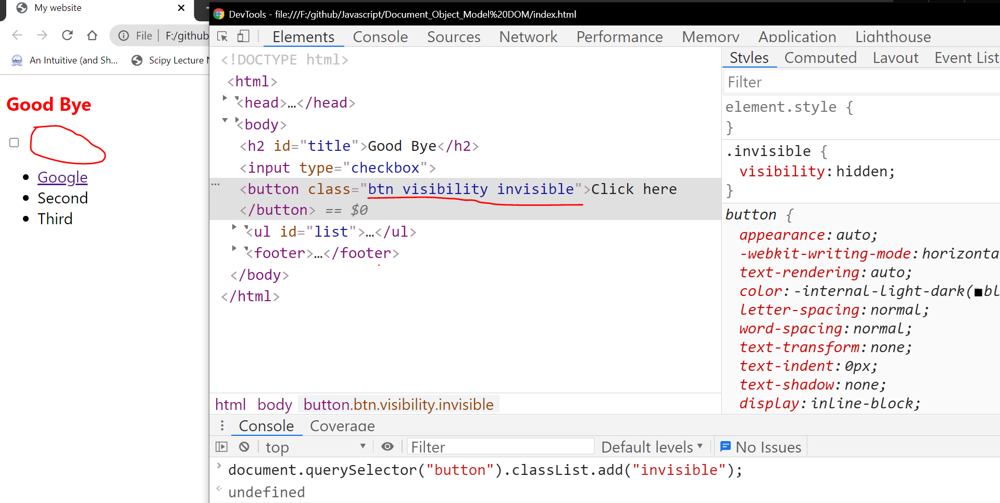 My website
DevTools - file:///F:/github/Javascript/Document_Object_Model%20DOM/index.html
File
F:/github
An Intuitive (and Sh...
Scipy Lecture
Good Bye
Google
Second
Third
Elements Console Sources Network Performance Memory Application Lighthouse
<!DOCTYPE html>
<html>
<head>…</head>
<body>
<h2 id="title">Good Bye</h2>
<input type="checkbox">
<button class="btn visibility invisible">Click here
</button> == $0
<ul id="list">…</ul>
<footer>…</footer>
</body>
</html>
html body button.btn.visibility.invisible
Styles Computed Layout Event List
Filter
element.style {
}
.invisible {
visibility: hidden;
}
button {
appearance: auto;
-webkit-writing-mode: horizonta
text-rendering: auto;
color: -internal-light-dark(bl
letter-spacing: normal;
word-spacing: normal;
text-transform: none;
text-indent: 0px;
text-shadow: none;
display: inline-block;
Console Coverage
top Filter Default levels No Issues
document.querySelector("button").classList.add("invisible");
undefined